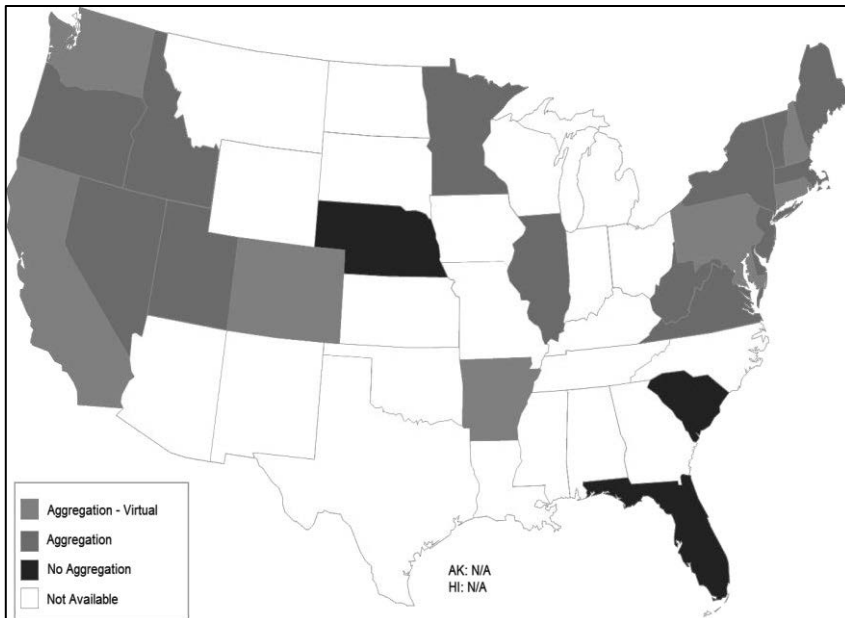 Aggregation - Virtual
Aggregation
No Aggregation
Not Available
AK: N/A
HI: N/A